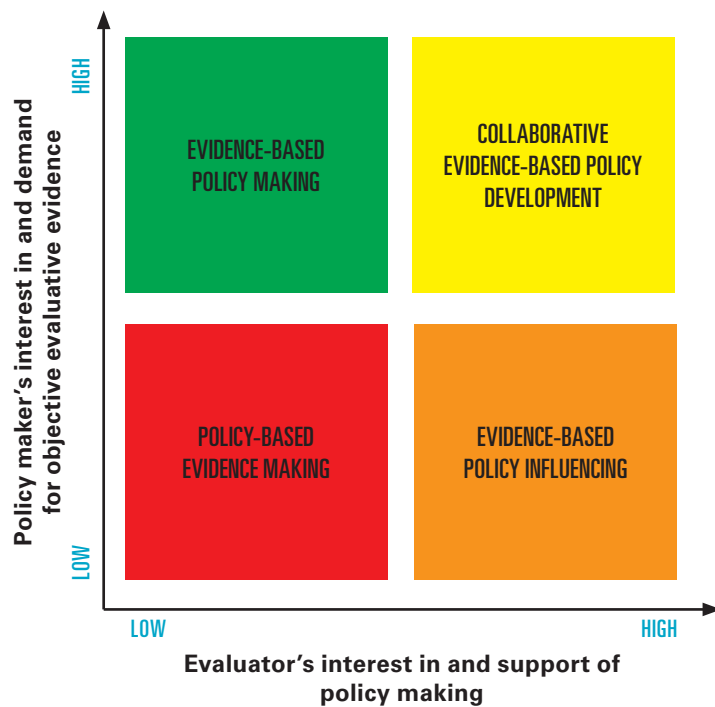 Policy maker's interest in and demand
for objective evaluative evidence
HIGH
LOW
EVIDENCE-BASED
POLICY MAKING
COLLABORATIVE
EVIDENCE-BASED POLICY
DEVELOPMENT
POLICY-BASED
EVIDENCE MAKING
EVIDENCE-BASED
POLICY INFLUENCING
LOW
HIGH
Evaluator's interest in and support of
policy making